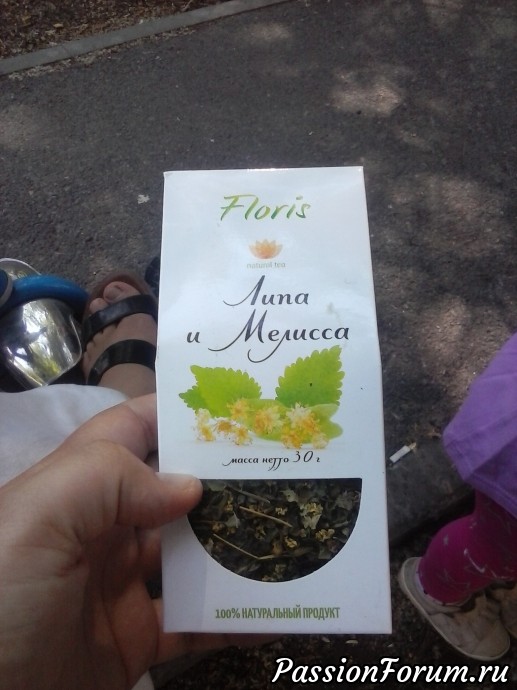 Floris
natural tea
Липа
и Мелисса
масса нетто 30 г
100% НАТУРАЛЬНЫЙ ПРОДУКТ
PassionForum.ru